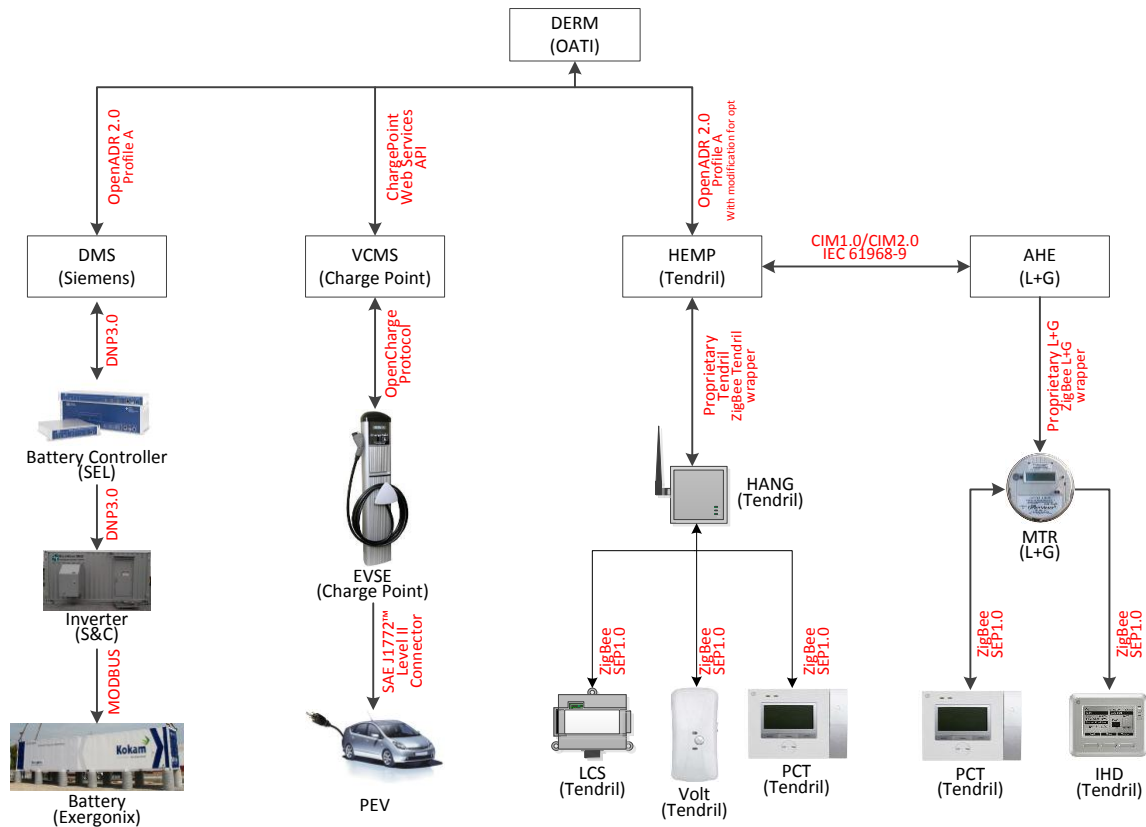 DERM
(OATI)
OpenADR 2.0
Profile A
ChargePoint
Web Services
API
OpenADR 2.0
Profile A
With modification for opt
DMS
(Siemens)
VCMS
(Charge Point)
HEMP
(Tendril)
CIM1.0/CIM2.0
IEC 61968-9
AHE
(L+G)
DNP3.0
OpenCharge
Protocol
Proprietary
Tendril
ZigBee Tendril
wrapper
Proprietary L+G
ZigBee L+G
wrapper
Battery Controller
(SEL)
HANG
(Tendril)
MTR
(L+G)
DNP3.0
EVSE
(Charge Point)
Inverter
(S&C)
SAE J1772™
Level II
Connector
ZigBee
SEP1.0
ZigBee
SEP1.0
ZigBee
SEP1.0
ZigBee
SEP1.0
ZigBee
SEP1.0
MODBUS
Kokam
Battery
(Exergonix)
PEV
LCS
(Tendril)
Volt
(Tendril)
PCT
(Tendril)
PCT
(Tendril)
IHD
(Tendril)